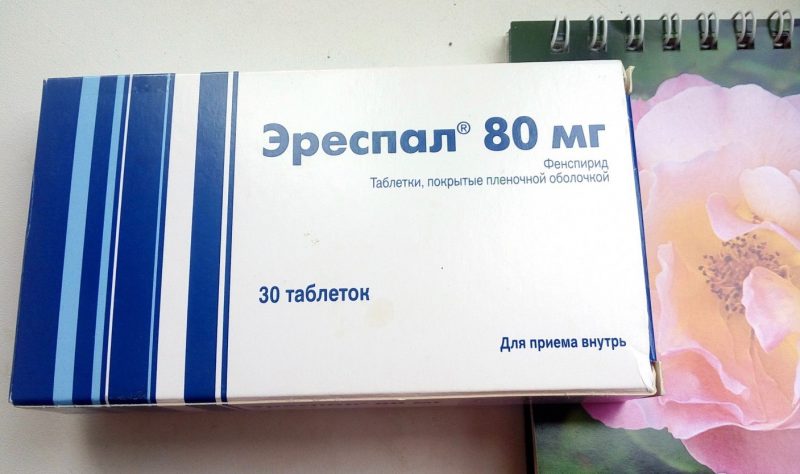 Эреспал® 80 мг
Фенспирид
Таблетки, покрытые пленочной оболочкой
30 таблеток
Для приема внутрь